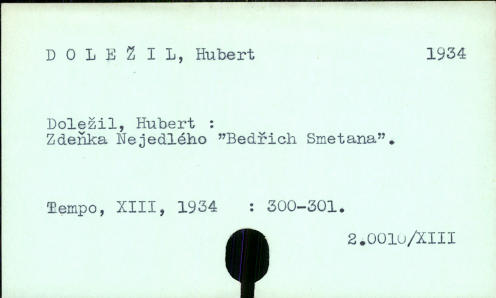 D O L E Ž I L, Hubert 1934
Doležil, Hubert :
Zdeňka Nejedlého "Bedřich Smetana".
Tempo, XIII, 1934 : 300-301.
2.0010/XIII